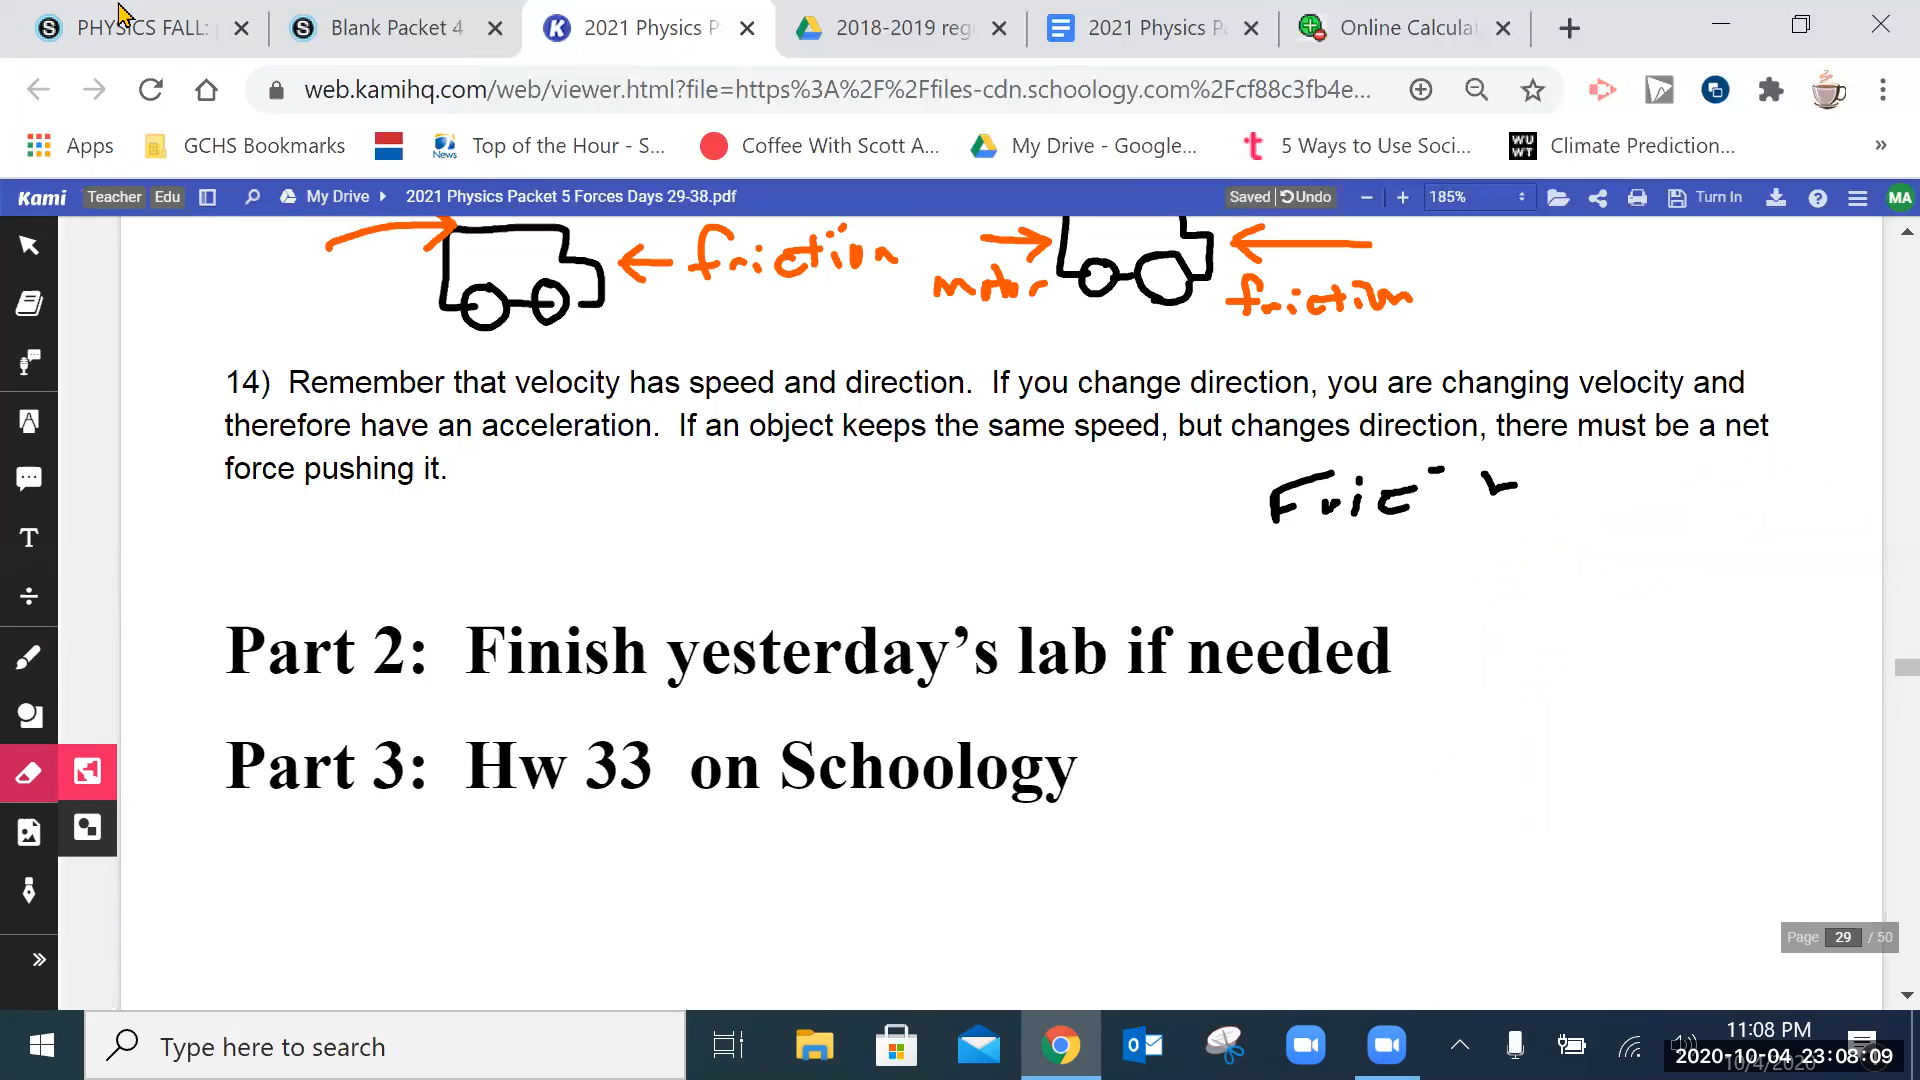 PHYSICS FALL:
Blank Packet 4
2021 Physics P
2018-2019 reg
2021 Physics P
Online Calculat
web.kamihq.com/web/viewer.html?file=https%3A%2F%2Ffiles-cdn.schoology.com%2Fcf88c3fb4e...
Apps
GCHS Bookmarks
News
Top of the Hour - S...
Coffee With Scott A...
My Drive - Google...
5 Ways to Use Soci...
WU WT
Climate Prediction...
Kami Teacher Edu My Drive 2021 Physics Packet 5 Forces Days 29-38.pdf Saved Undo 185% Turn In MA
friction
motor
friction
14) Remember that velocity has speed and direction. If you change direction, you are changing velocity and
therefore have an acceleration. If an object keeps the same speed, but changes direction, there must be a net
force pushing it.
Part 2: Finish yesterday's lab if needed
Part 3: Hw 33 on Schoology
Page 29 / 50
Type here to search
11:08 PM
2020-10-04 23:08:09